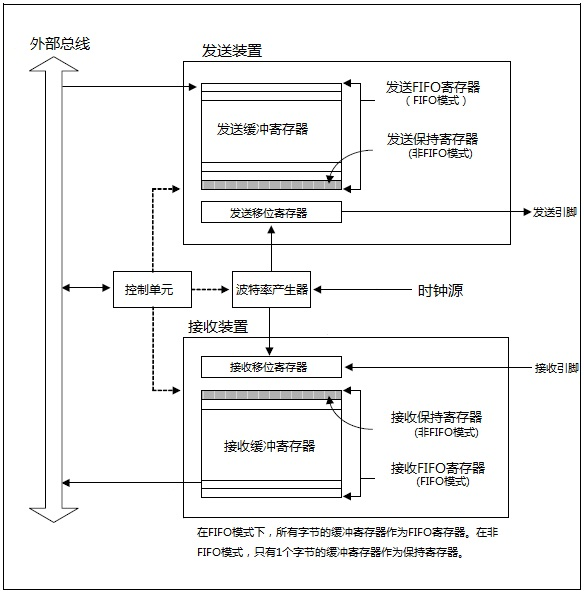 外部总线
发送装置
发送FIFO寄存器
（FIFO模式）
发送缓冲寄存器
发送保持寄存器
(非FIFO模式)
发送移位寄存器
发送引脚
控制单元
波特率产生器
时钟源
接收装置
接收移位寄存器
接收引脚
接收保持寄存器
(非FIFO模式)
接收缓冲寄存器
接收FIFO寄存器
(FIFO模式)
在FIFO模式下，所有字节的缓冲寄存器作为FIFO寄存器。在非
FIFO模式，只有1个字节的缓冲寄存器作为保持寄存器。